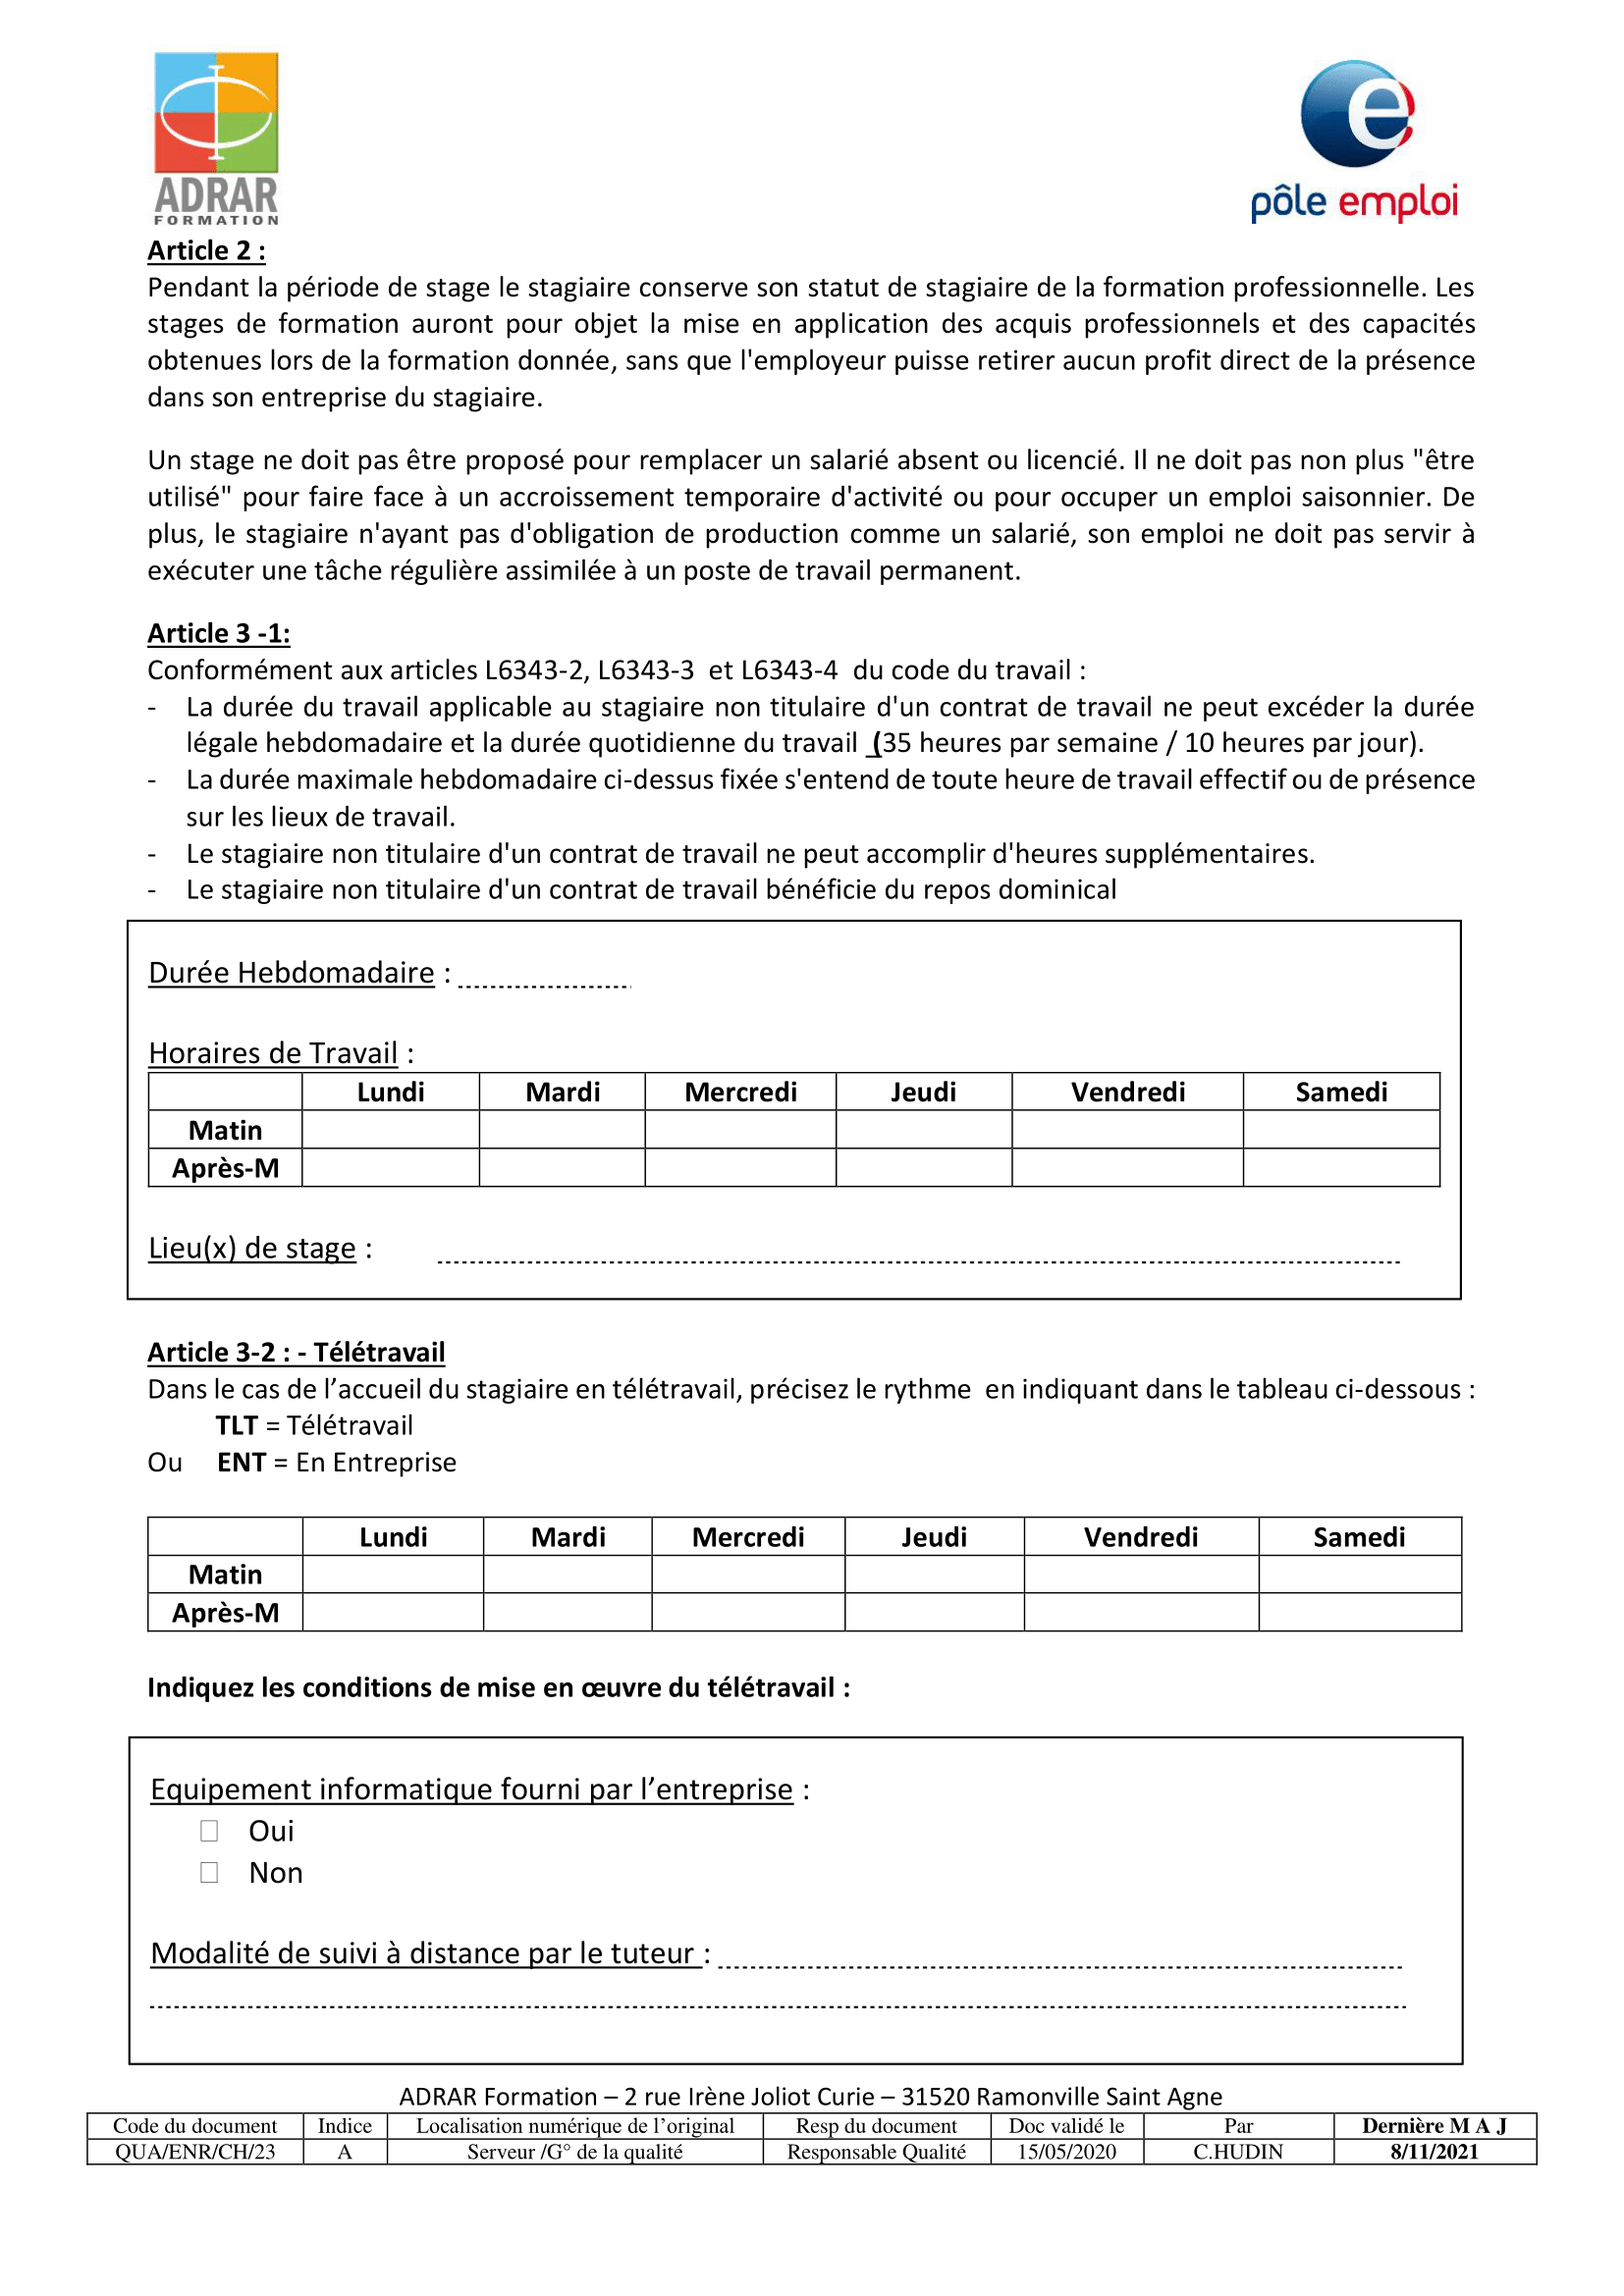 ADRAR
FORMATION
pôle emploi
Article 2 :
Pendant la période de stage le stagiaire conserve son statut de stagiaire de la formation professionnelle. Les
stages de formation auront pour objet la mise en application des acquis professionnels et des capacités
obtenues lors de la formation donnée, sans que l'employeur puisse retirer aucun profit direct de la présence
dans son entreprise du stagiaire.
Un stage ne doit pas être proposé pour remplacer un salarié absent ou licencié. Il ne doit pas non plus "être
utilisé" pour faire face à un accroissement temporaire d'activité ou pour occuper un emploi saisonnier. De
plus, le stagiaire n'ayant pas d'obligation de production comme un salarié, son emploi ne doit pas servir à
exécuter une tâche régulière assimilée à un poste de travail permanent.
Article 3 -1:
Conformément aux articles L6343-2, L6343-3 et L6343-4 du code du travail :
- La durée du travail applicable au stagiaire non titulaire d'un contrat de travail ne peut excéder la durée
légale hebdomadaire et la durée quotidienne du travail (35 heures par semaine / 10 heures par jour).
- La durée maximale hebdomadaire ci-dessus fixée s'entend de toute heure de travail effectif ou de présence
sur les lieux de travail.
- Le stagiaire non titulaire d'un contrat de travail ne peut accomplir d'heures supplémentaires.
- Le stagiaire non titulaire d'un contrat de travail bénéficie du repos dominical
Durée Hebdomadaire :
Horaires de Travail :
Lundi Mardi Mercredi Jeudi Vendredi Samedi
Matin
Après-M
Lieu(x) de stage :
Article 3-2 : - Télétravail
Dans le cas de l’accueil du stagiaire en télétravail, précisez le rythme en indiquant dans le tableau ci-dessous :
TLT = Télétravail
Ou ENT = En Entreprise
Lundi Mardi Mercredi Jeudi Vendredi Samedi
Matin
Après-M
Indiquez les conditions de mise en œuvre du télétravail :
Equipement informatique fourni par l’entreprise :
Oui
Non
Modalité de suivi à distance par le tuteur :
ADRAR Formation – 2 rue Irène Joliot Curie – 31520 Ramonville Saint Agne
Code du document Indice Localisation numérique de l’original Resp du document Doc validé le Par Dernière M A J
QUA/ENR/CH/23 A Serveur /G° de la qualité Responsable Qualité 15/05/2020 C.HUDIN 8/11/2021